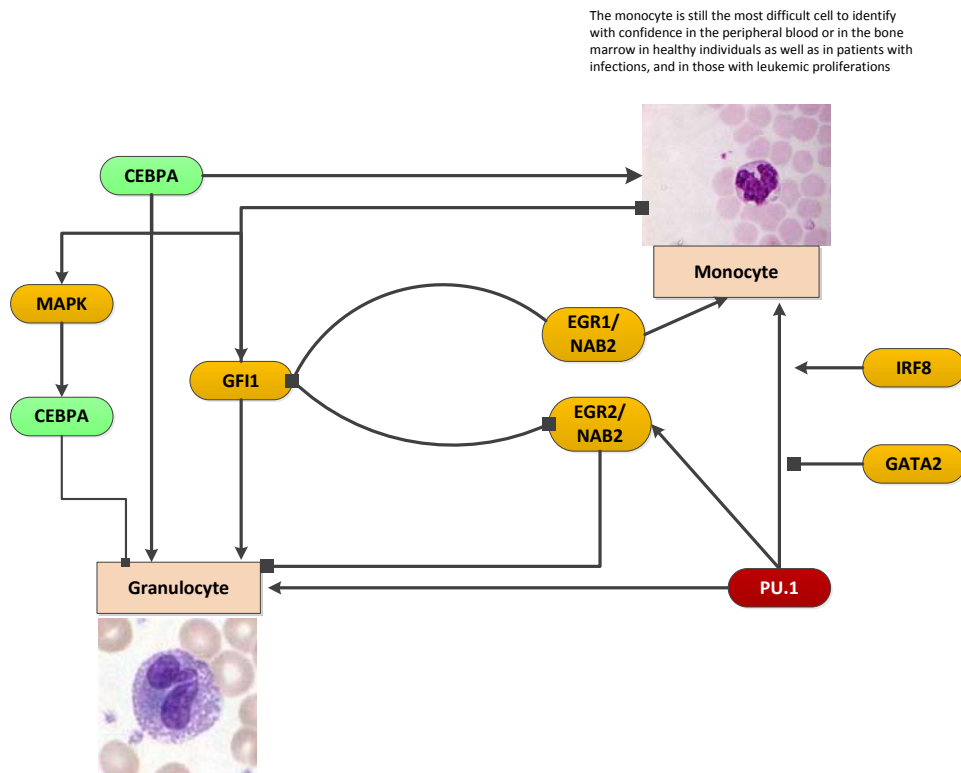 The monocyte is still the most difficult cell to identify
with confidence in the peripheral blood or in the bone
marrow in healthy individuals as well as in patients with
infections, and in those with leukemic proliferations
CEBPA
Monocyte
MAPK
EGR1/
NAB2
GFI1
IRF8
CEBPA
EGR2/
NAB2
GATA2
Granulocyte
PU.1